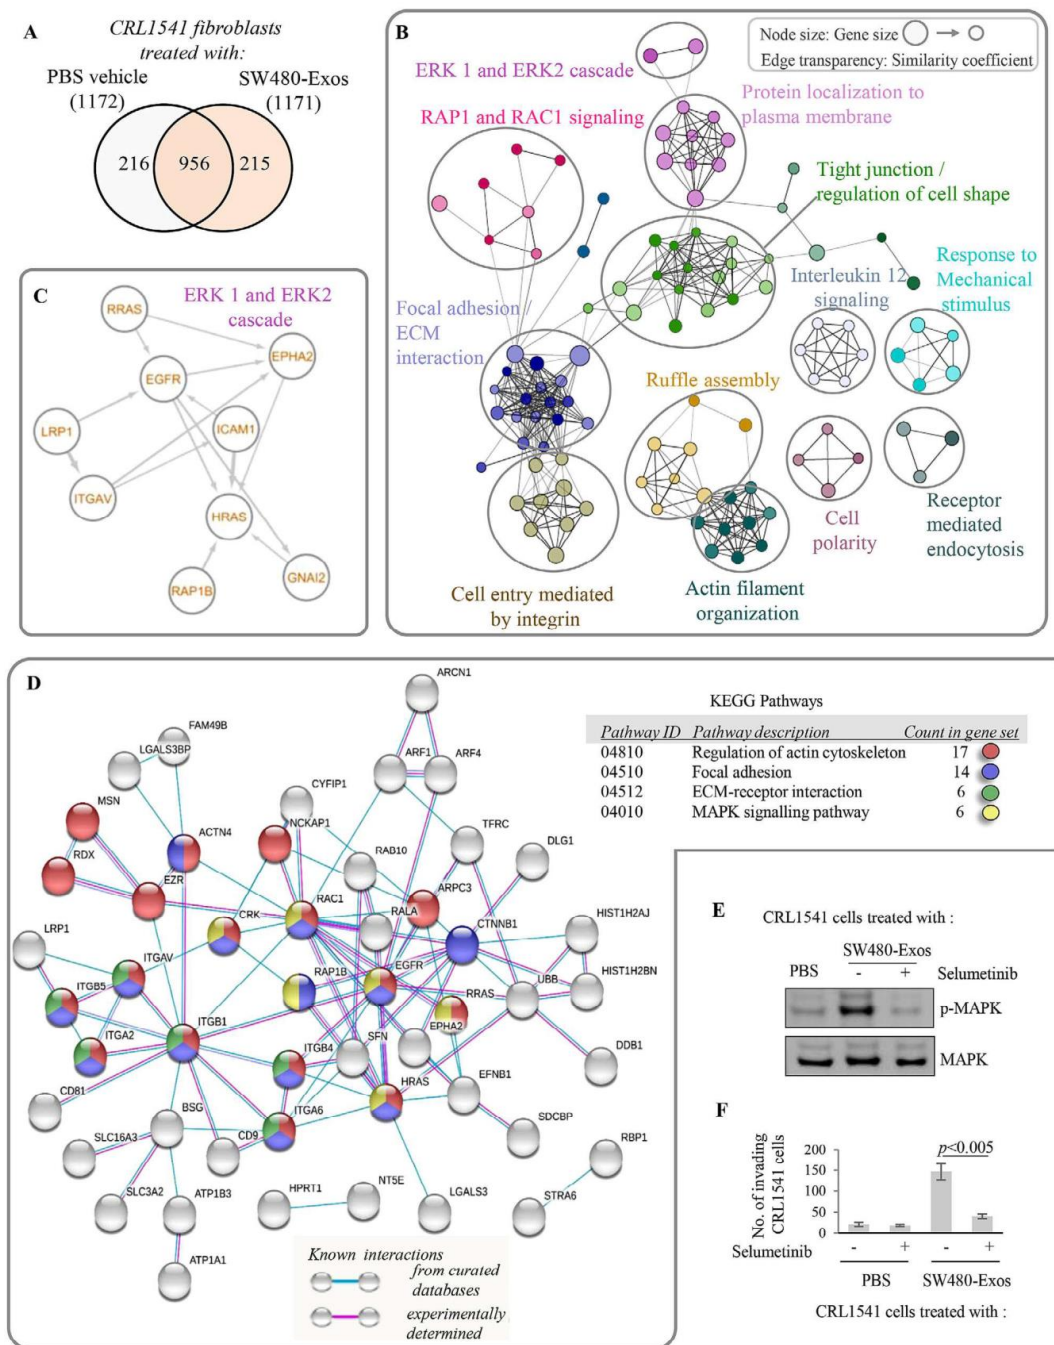 A
CRL1541 fibroblasts
treated with:
PBS vehicle
(1172)
SW480-Exos
(1171)
216
956
215
B
Node size: Gene size
Edge transparency: Similarity coefficient
ERK 1 and ERK2 cascade
RAP1 and RAC1 signaling
Protein localization to
plasma membrane
Tight junction /
regulation of cell shape
Interleukin 12
signaling
Response to
Mechanical
stimulus
Focal adhesion
ECM
interaction
Ruffle assembly
Cell
polarity
Receptor
mediated
endocytosis
Cell entry mediated
by integrin
Actin filament
organization
C
ERK 1 and ERK2
cascade
RRAS
EPHA2
EGFR
LRP1
ICAM1
ITGAV
HRAS
RAP1B
GNAI2
D
ARCN1
FAM49B
LGALS3BP
ARF1
ARF4
CYFIP1
MSN
ACTN4
NCKAP1
TFRC
RDX
RAB10
DLG1
EZR
ARPC3
CRK
RAC1
RALA
CTNNB1
HIST1H2AJ
LRP1
ITGAV
RAP1B
EGFR
HIST1H2BN
ITGB5
RRAS
UBB
ITGB1
EPHA2
ITGA2
ITGB4
SFN
DDB1
HRAS
EFNB1
CD81
ITGA6
BSG
SDCBP
SLC16A3
CD9
RBP1
SLC3A2
ATP1B3
HPRT1
NT5E
LGALS3
STRA6
ATP1A1
Known interactions
from curated
databases
experimentally
determined
KEGG Pathways
Pathway ID Pathway description Count in gene set
04810 Regulation of actin cytoskeleton 17
04510 Focal adhesion 14
04512 ECM-receptor interaction 6
04010 MAPK signalling pathway 6
E
CRL1541 cells treated with :
SW480-Exos
PBS - + Selumetinib
p-MAPK
MAPK
F
No. of invading
CRL1541 cells
200
150
100
50
0
p<0.005
Selumetinib - + - +
PBS SW480-Exos
CRL1541 cells treated with :